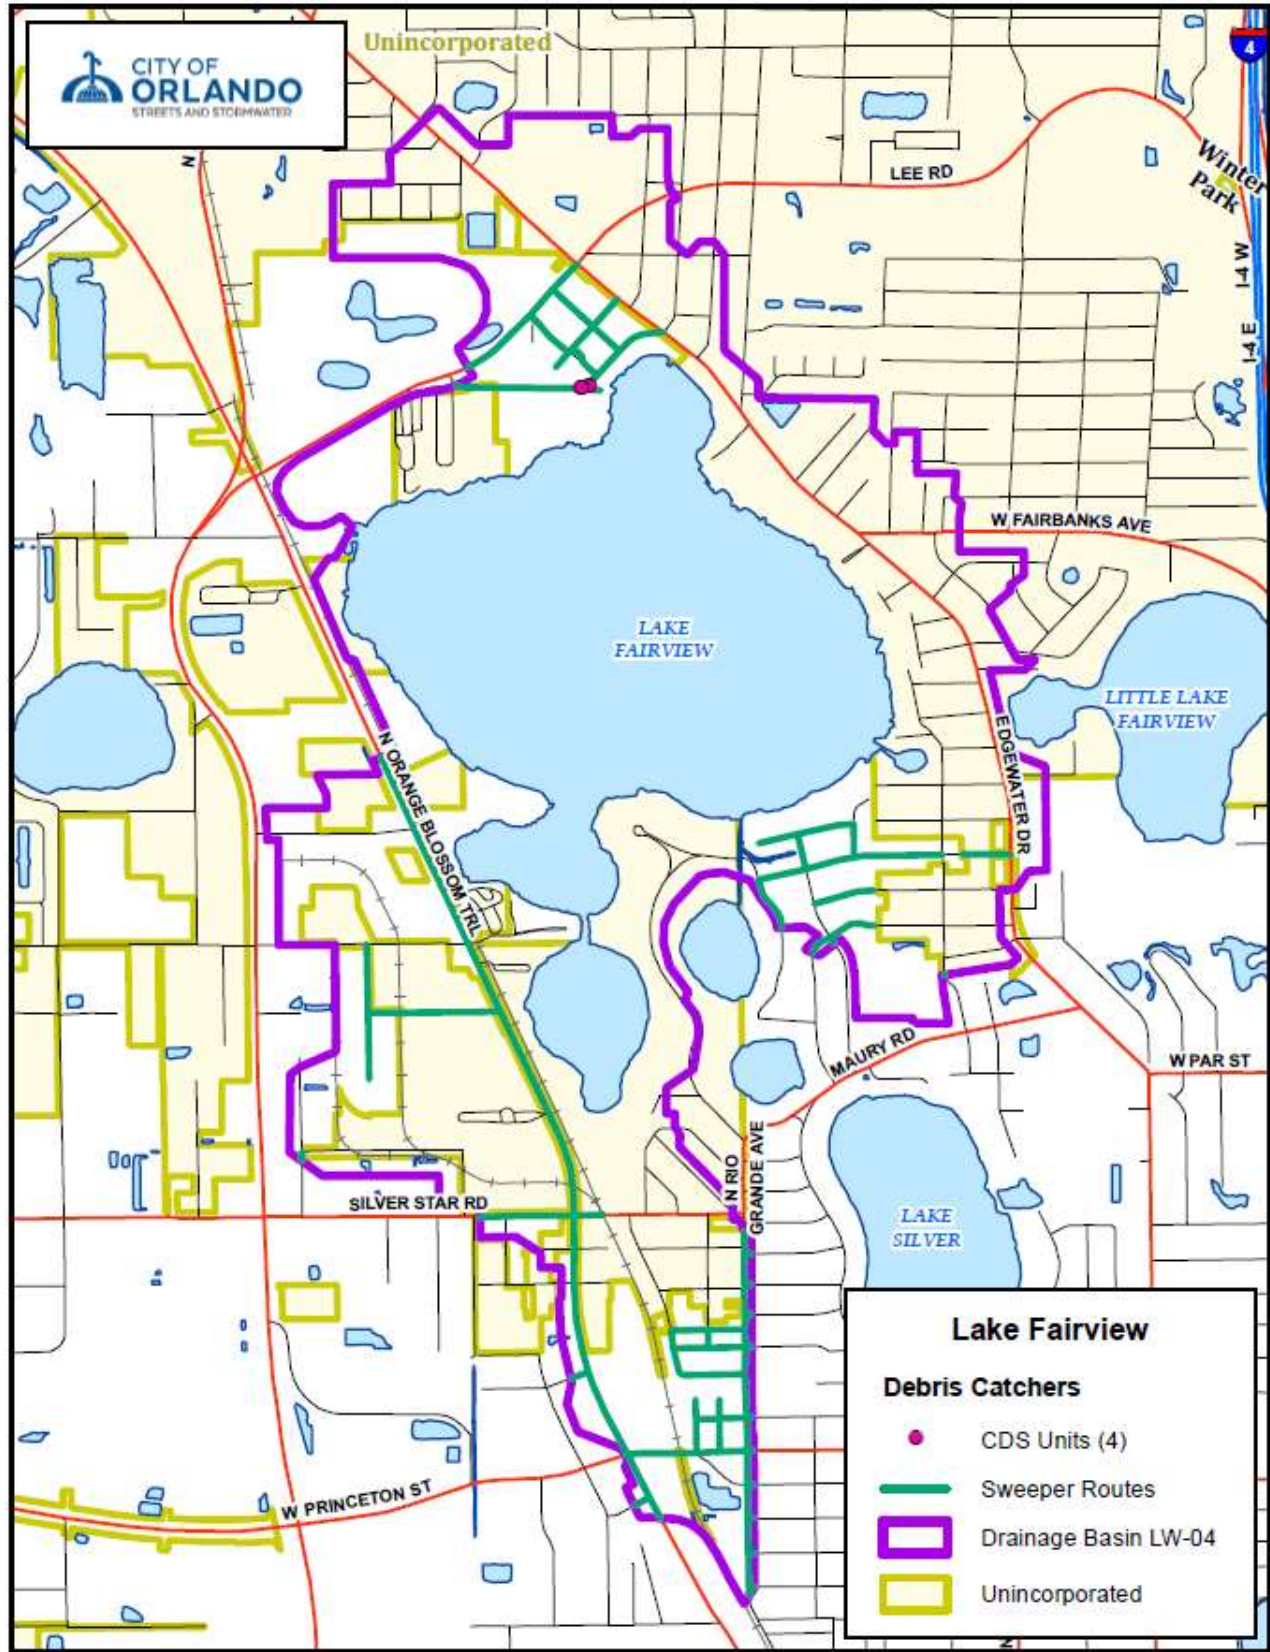 Unincorporated
CITY OF
ORLANDO
STREETS AND STORMWATER
4
N
LEE RD
Winter
Park
I-4 W
I-4 E
W FAIRBANKS AVE
LAKE
FAIRVIEW
LITTLE LAKE
FAIRVIEW
EDGEWATER DR
N ORANGE BLOSSOM TRL
MAURY RD
W PAR ST
N RIO
GRANDE AVE
SILVER STAR RD
LAKE
SILVER
W PRINCETON ST
Lake Fairview
Debris Catchers
CDS Units (4)
Sweeper Routes
Drainage Basin LW-04
Unincorporated
N